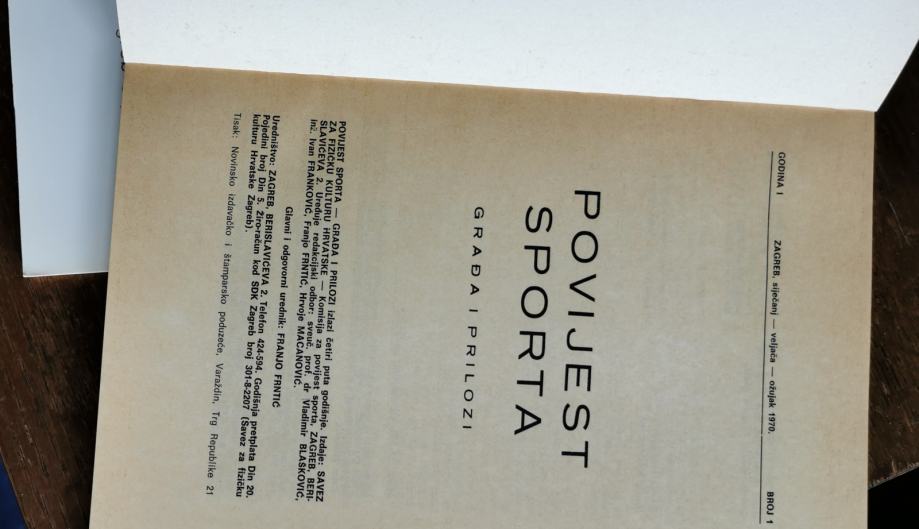 GODINA I ZAGREB, siječanj — veljača — ožujak 1970. BROJ 1
POVIJEST
SPORTA
GRAĐA I PRILOZI
POVIJEST SPORTA — GRAĐA I PRILOZI izlazi četiri puta godišnje. Izdaje: SAVEZ
ZA FIZIČKU KULTURU HRVATSKE — Komisija za povijest sporta, ZAGREB, BERI-
SLAVIĆEVA 2. Uređuje redakcijski odbor: sveuč. prof. dr Vladimir BLAŠKOVIĆ,
inž. Ivan FRANKOVIĆ, Franjo FRNTIĆ, Hrvoje MACANOVIĆ.
Glavni i odgovorni urednik: FRANJO FRNTIĆ
Uredništvo: ZAGREB, BERISLAVIĆEVA 2. Telefon 424-594. Godišnja pretplata Din 20.
Pojedini broj Din 5. Žiro-račun kod SDK Zagreb broj 301-8-2207 (Savez za fizičku
kulturu Hrvatske Zagreb).
Tisak: Novinsko izdavačko i štamparsko poduzeće, Varaždin, Trg Republike 21